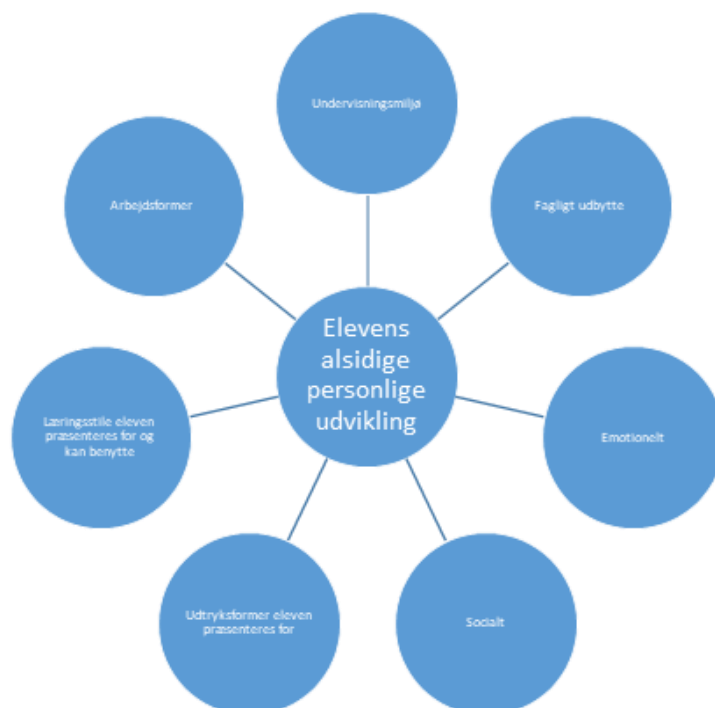 Undervisningsmiljø
Arbejdsformer
Fagligt udbytte
Elevens
alsidige
personlige
udvikling
Læringsstile eleven
præsenteres for og
kan benytte
Emotionelt
Udtryksformer eleven
præsenteres for
Socialt